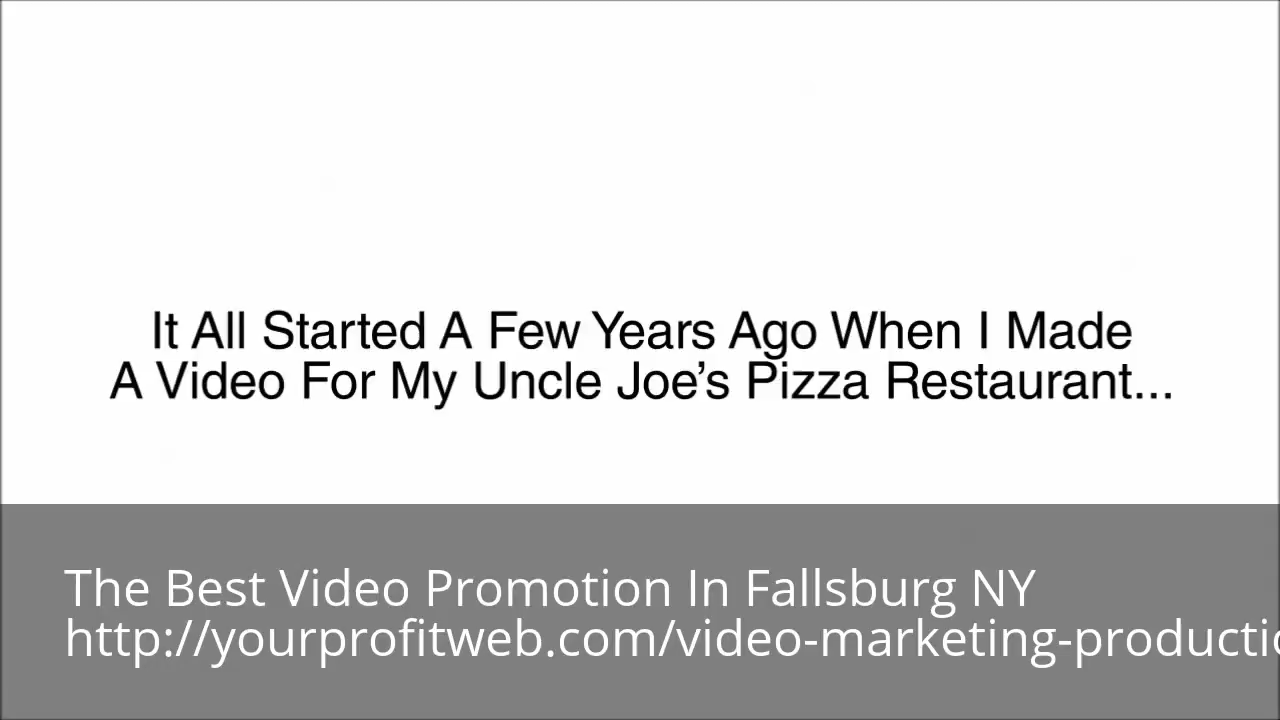 It All Started A Few Years Ago When I Made
A Video For My Uncle Joe’s Pizza Restaurant...
The Best Video Promotion In Fallsburg NY
http://yourprofitweb.com/video-marketing-productio